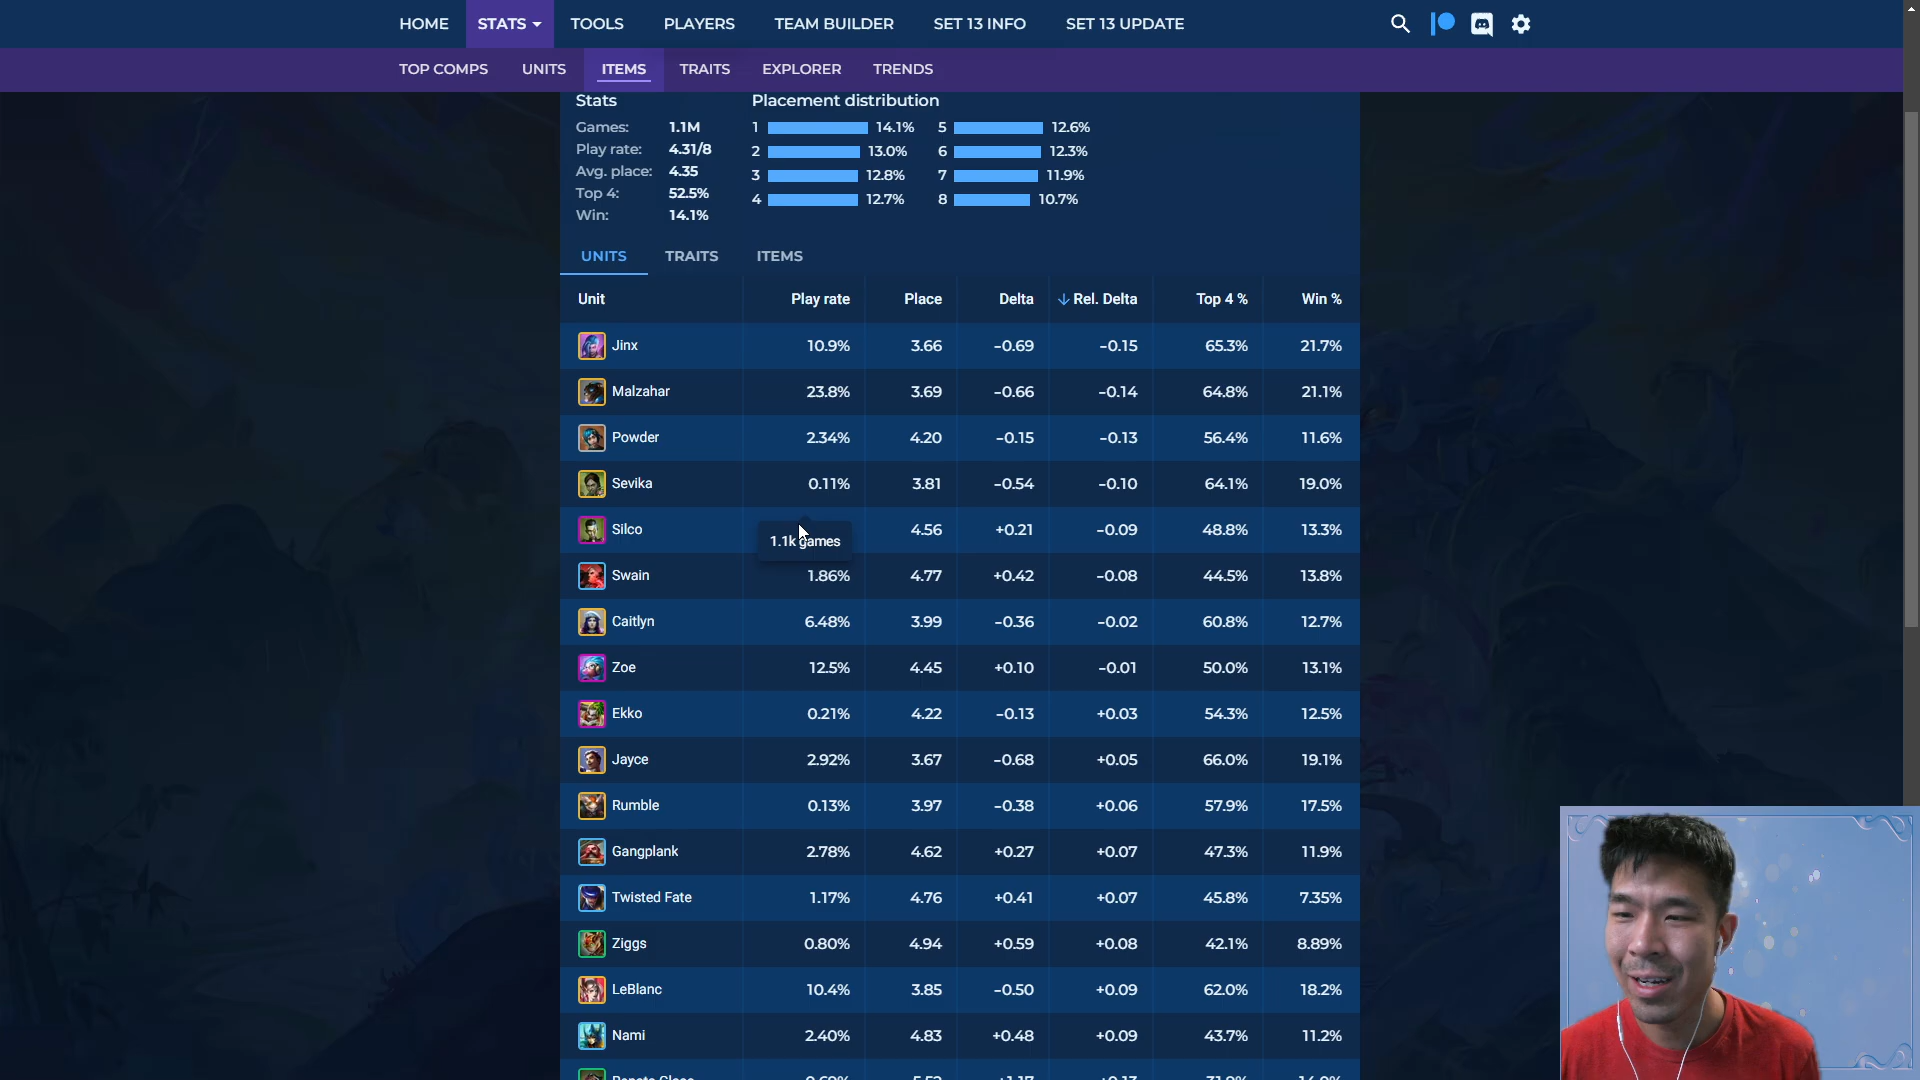 HOME STATS TOOLS PLAYERS TEAM BUILDER SET 13 INFO SET 13 UPDATE
TOP COMPS UNITS ITEMS TRAITS EXPLORER TRENDS
Stats Placement distribution
Games: 1.1M 1 14.1% 5 12.6%
Play rate: 4.31/8 2 13.0% 6 12.3%
Avg. place: 4.35 3 12.8% 7 11.9%
Top 4: 52.5% 4 12.7% 8 10.7%
Win: 14.1%
UNITS TRAITS ITEMS
Unit Play rate Place Delta Rel. Delta Top 4 % Win %
Jinx 10.9% 3.66 -0.69 -0.15 65.3% 21.7%
Malzahar 23.8% 3.69 -0.66 -0.14 64.8% 21.1%
Powder 2.34% 4.20 -0.15 -0.13 56.4% 11.6%
Sevika 0.11% 3.81 -0.54 -0.10 64.1% 19.0%
Silco 4.56 +0.21 -0.09 48.8% 13.3%
1.1k games
Swain 1.86% 4.77 +0.42 -0.08 44.5% 13.8%
Caitlyn 6.48% 3.99 -0.36 -0.02 60.8% 12.7%
Zoe 12.5% 4.45 +0.10 -0.01 50.0% 13.1%
Ekko 0.21% 4.22 -0.13 +0.03 54.3% 12.5%
Jayce 2.92% 3.67 -0.68 +0.05 66.0% 19.1%
Rumble 0.13% 3.97 -0.38 +0.06 57.9% 17.5%
Gangplank 2.78% 4.62 +0.27 +0.07 47.3% 11.9%
Twisted Fate 1.17% 4.76 +0.41 +0.07 45.8% 7.35%
Ziggs 0.80% 4.94 +0.59 +0.08 42.1% 8.89%
LeBlanc 10.4% 3.85 -0.50 +0.09 62.0% 18.2%
Nami 2.40% 4.83 +0.48 +0.09 43.7% 11.2%